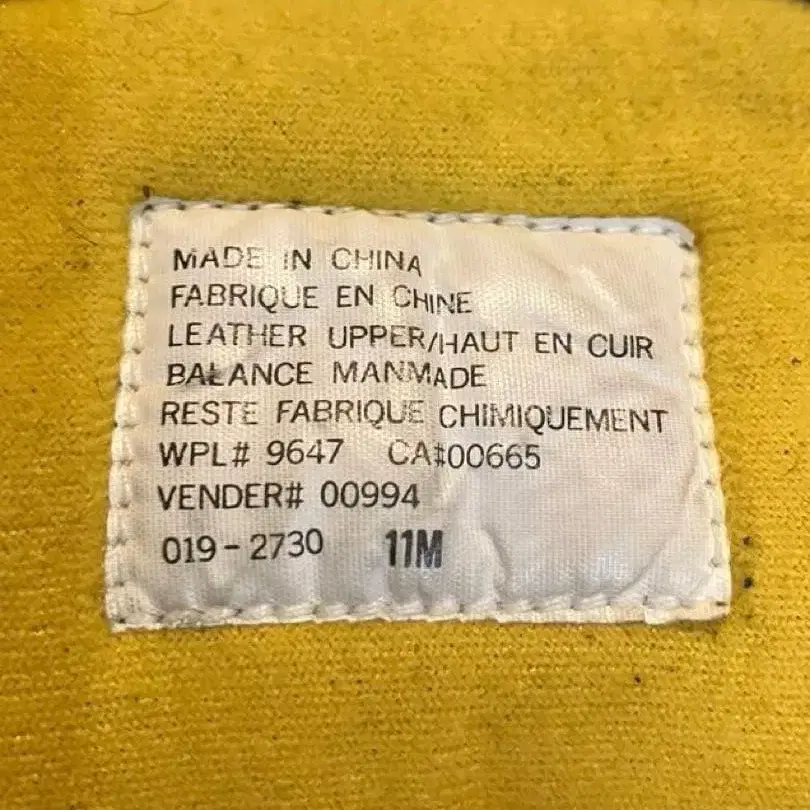 MADE IN CHINA
FABRIQUE EN CHINE
LEATHER UPPER/HAUT EN CUIR
BALANCE MANMADE
RESTE FABRIQUE CHIMIQUEMENT
WPL# 9647 CA#00665
VENDER# 00994
019-2730 11M